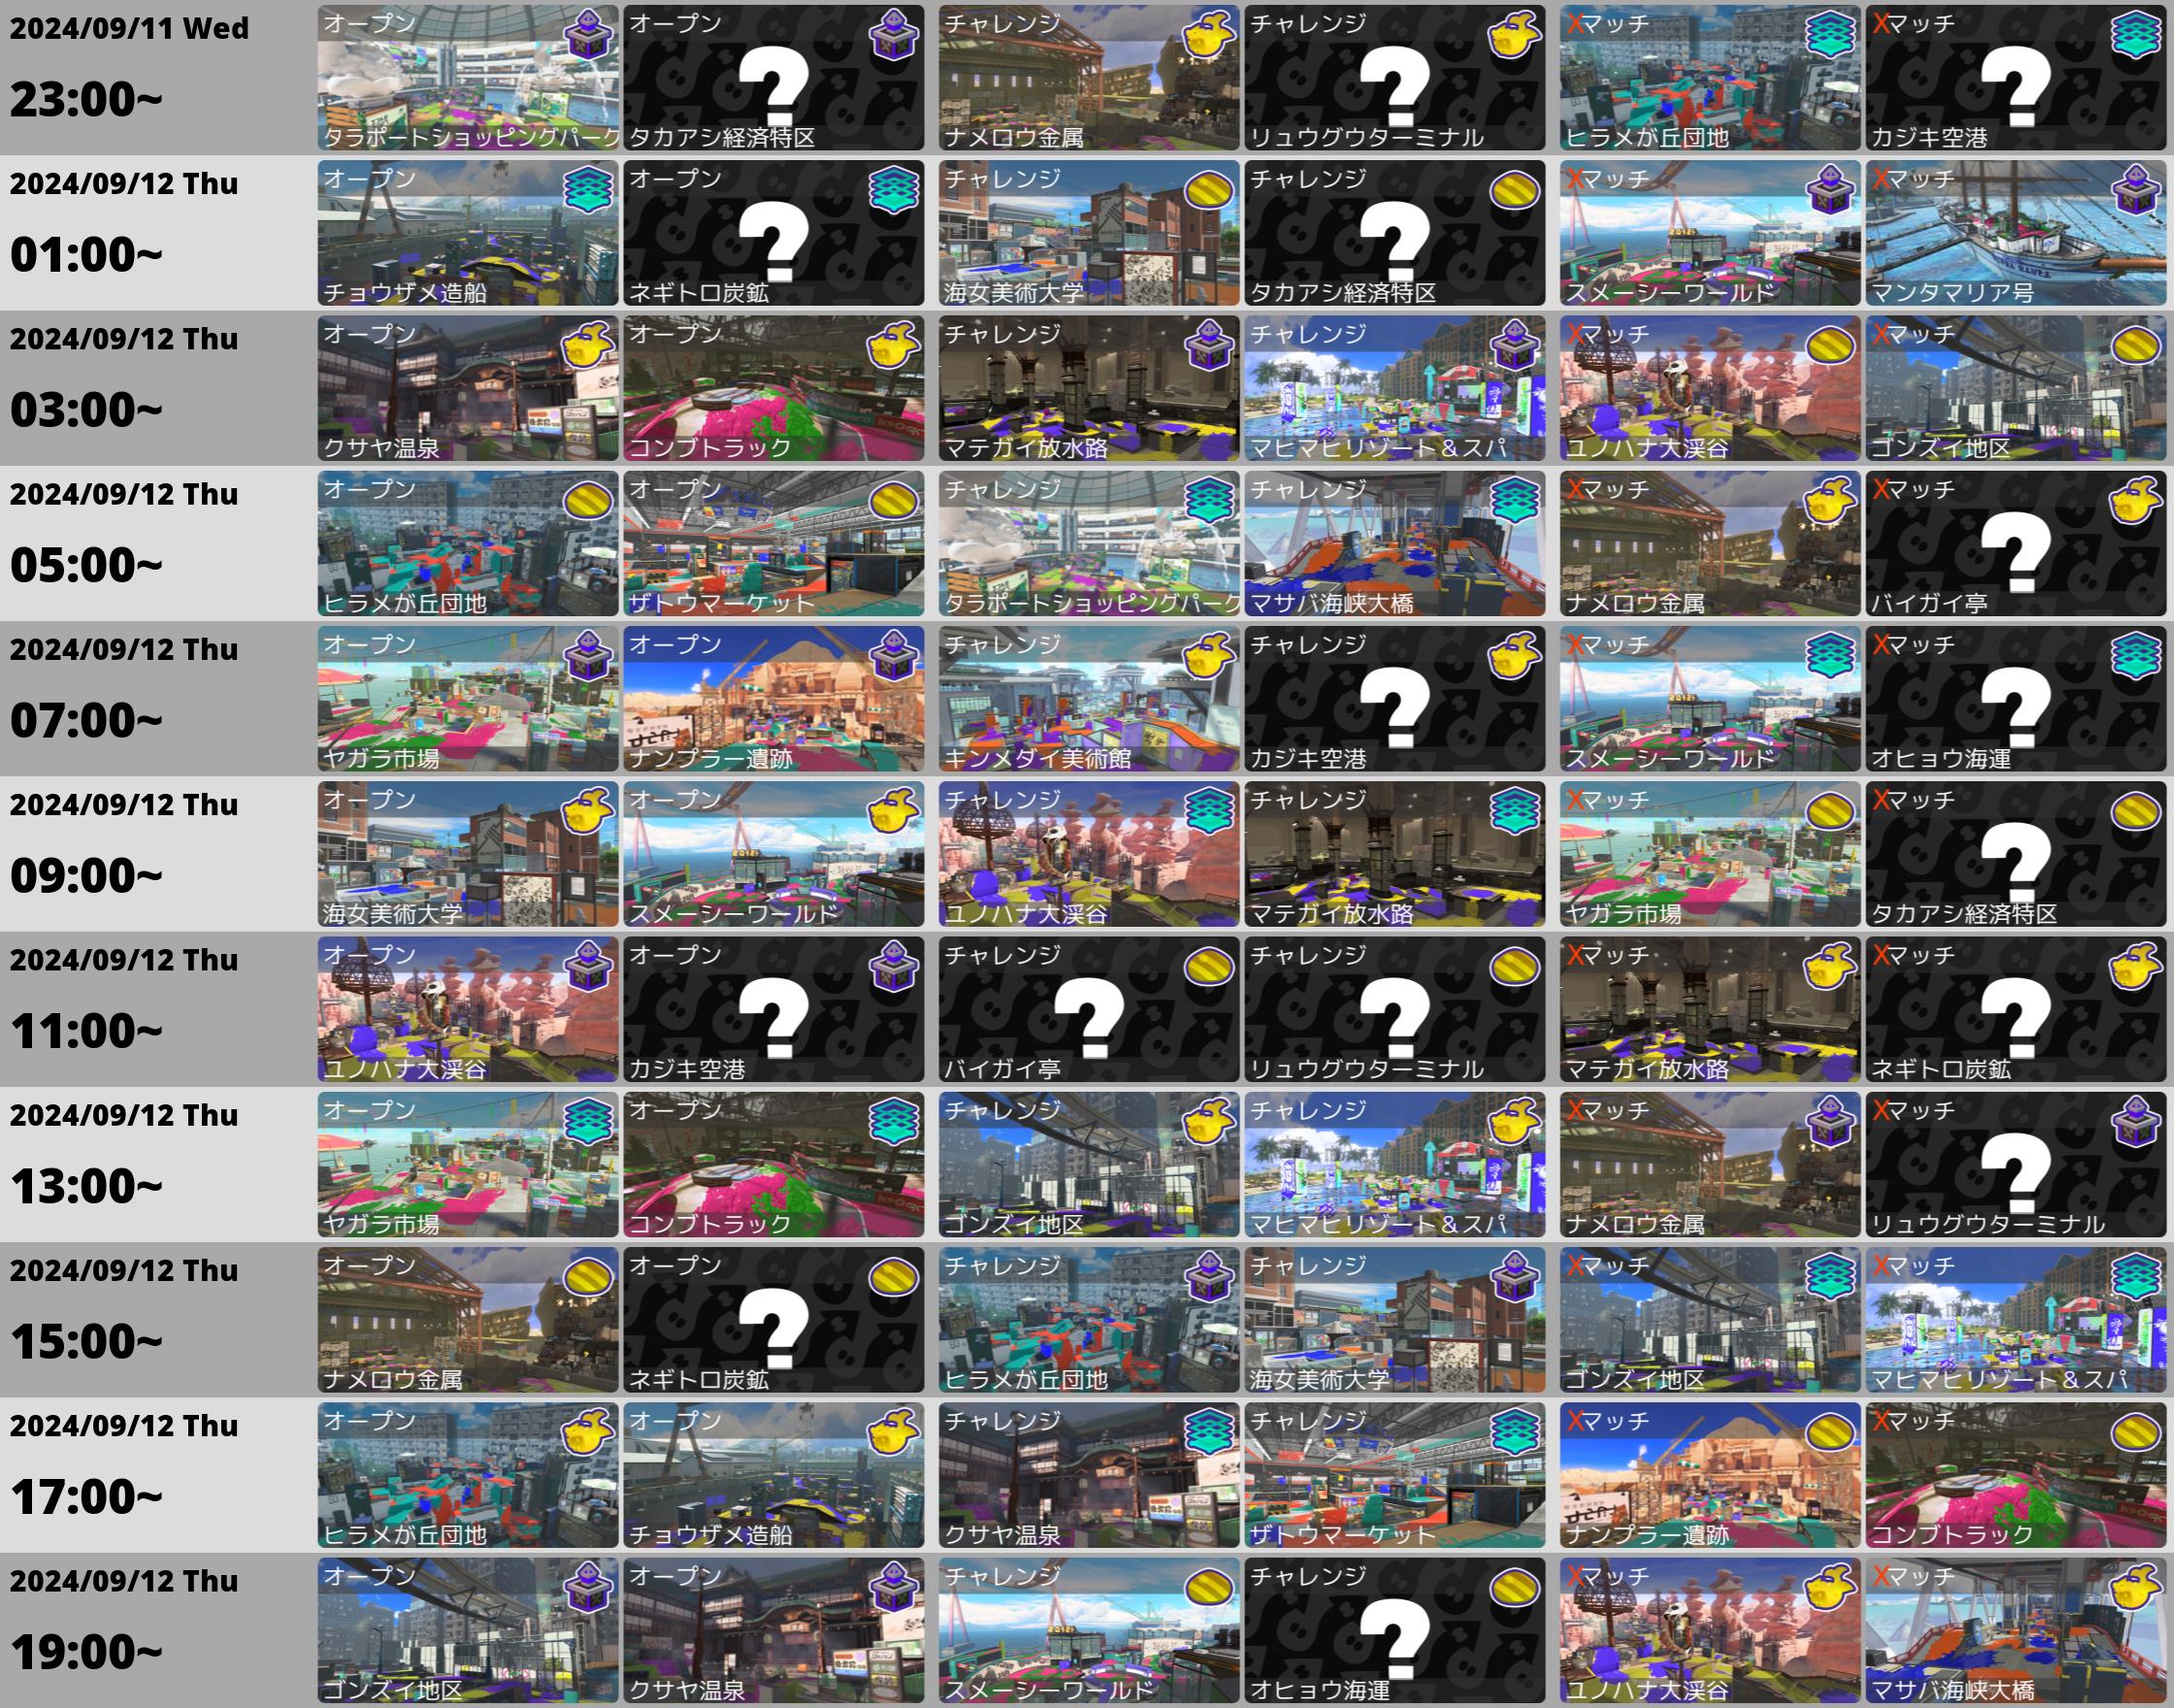 2024/09/11 Wed
23:00~
オープン
タラポートショッピングパーク
オープン
タカアシ経済特区
チャレンジ
ナメロウ金属
チャレンジ
リュウグウターミナル
Xマッチ
ヒラメが丘団地
Xマッチ
カジキ空港
2024/09/12 Thu
01:00~
オープン
チョウザメ造船
オープン
ネギトロ炭鉱
チャレンジ
海女美術大学
チャレンジ
タカアシ経済特区
Xマッチ
スメーシーワールド
Xマッチ
マンタマリア号
2024/09/12 Thu
03:00~
オープン
クサヤ温泉
オープン
コンブトラック
チャレンジ
マテガイ放水路
チャレンジ
マヒマヒリゾート＆スパ
Xマッチ
ユノハナ大渓谷
Xマッチ
ゴンズイ地区
2024/09/12 Thu
05:00~
オープン
ヒラメが丘団地
オープン
ザトウマーケット
チャレンジ
タラポートショッピングパーク
チャレンジ
マサバ海峡大橋
Xマッチ
ナメロウ金属
Xマッチ
バイガイ亭
2024/09/12 Thu
07:00~
オープン
ヤガラ市場
オープン
ナンプラー遺跡
チャレンジ
キンメダイ美術館
チャレンジ
カジキ空港
Xマッチ
スメーシーワールド
Xマッチ
オヒョウ海運
2024/09/12 Thu
09:00~
オープン
海女美術大学
オープン
スメーシーワールド
チャレンジ
ユノハナ大渓谷
チャレンジ
マテガイ放水路
Xマッチ
ヤガラ市場
Xマッチ
タカアシ経済特区
2024/09/12 Thu
11:00~
オープン
ユノハナ大渓谷
オープン
カジキ空港
チャレンジ
バイガイ亭
チャレンジ
リュウグウターミナル
Xマッチ
マテガイ放水路
Xマッチ
ネギトロ炭鉱
2024/09/12 Thu
13:00~
オープン
ヤガラ市場
オープン
コンブトラック
チャレンジ
ゴンズイ地区
チャレンジ
マヒマヒリゾート＆スパ
Xマッチ
ナメロウ金属
Xマッチ
リュウグウターミナル
2024/09/12 Thu
15:00~
オープン
ナメロウ金属
オープン
ネギトロ炭鉱
チャレンジ
ヒラメが丘団地
チャレンジ
海女美術大学
Xマッチ
ゴンズイ地区
Xマッチ
マヒマヒリゾート＆スパ
2024/09/12 Thu
17:00~
オープン
ヒラメが丘団地
オープン
チョウザメ造船
チャレンジ
クサヤ温泉
チャレンジ
ザトウマーケット
Xマッチ
ナンプラー遺跡
Xマッチ
コンブトラック
2024/09/12 Thu
19:00~
オープン
ゴンズイ地区
オープン
クサヤ温泉
チャレンジ
スメーシーワールド
チャレンジ
オヒョウ海運
Xマッチ
ユノハナ大渓谷
Xマッチ
マサバ海峡大橋